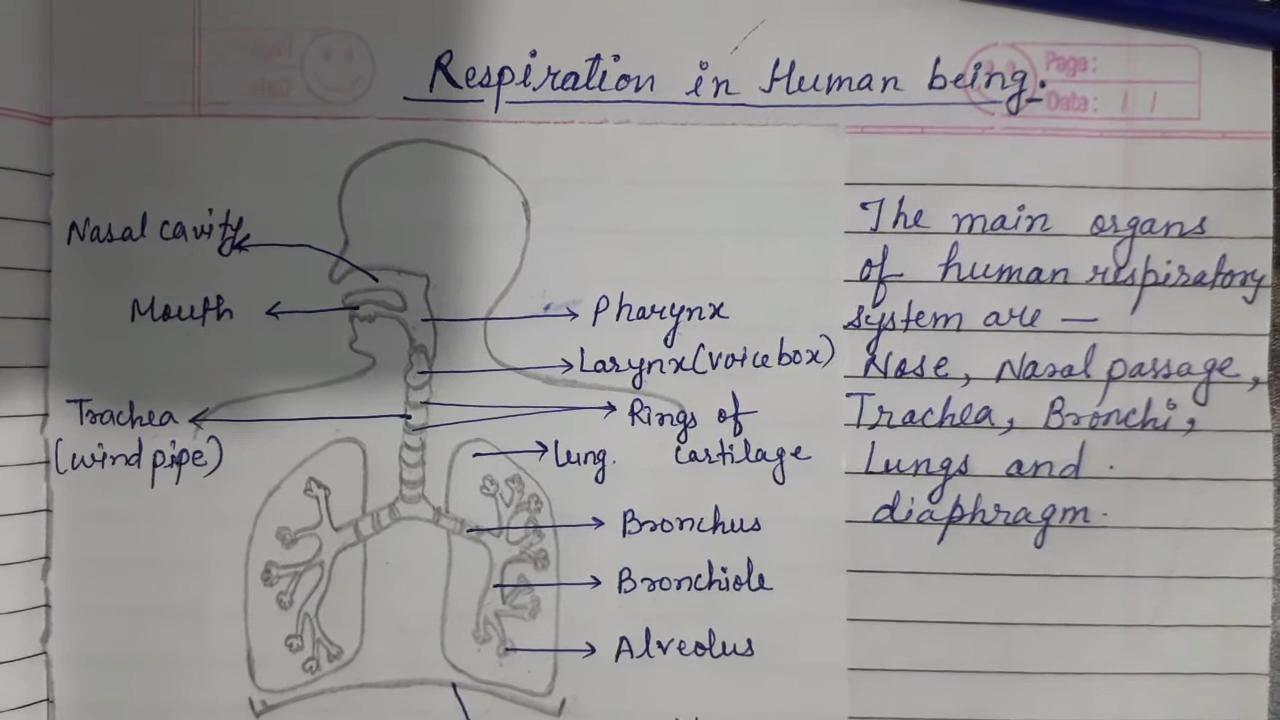 Page:
Date: / /
Respiration in Human being.
Nasal cavity
Mouth
Trachea
(wind pipe)
Pharynx
Larynx (voice box)
Rings of
cartilage
Lung.
Bronchus
Bronchiole
Alveolus
The main organs
of human respiratory
system are —
Nose, Nasal passage,
Trachea, Bronchi,
Lungs and
diaphragm.